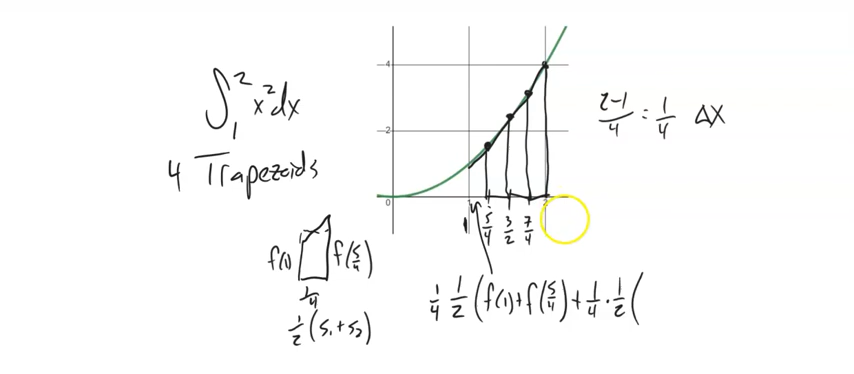 ∫₁² x² dx
4 Trapezoids
4
2
0
2
1 5/4 3/2 7/4
(2-1)/4 = 1/4 ΔX
f(1) f(5/4)
1/4
1/2 (S₁+S₂)
1/4 1/2 (f(1)+f(5/4)+1/4·1/2(